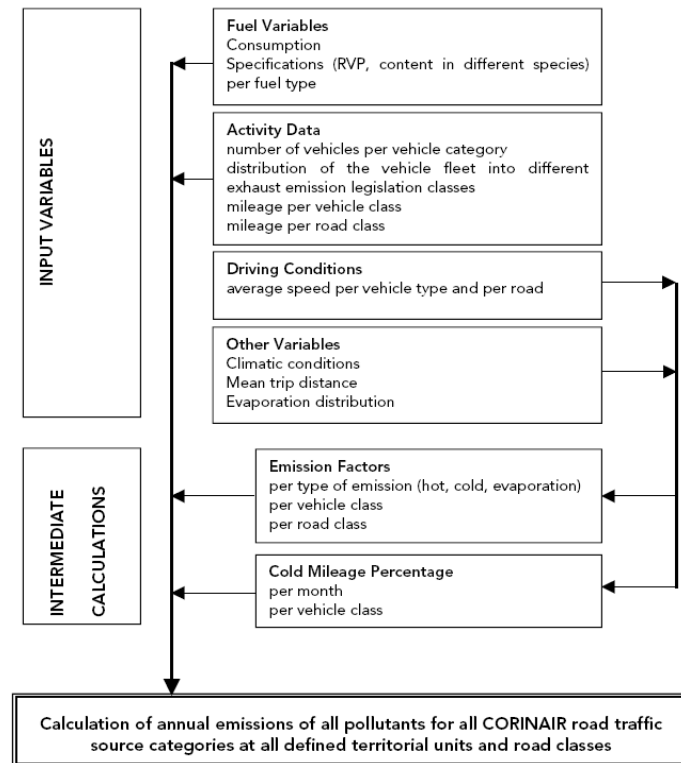 INPUT VARIABLES
Fuel Variables
Consumption
Specifications (RVP, content in different species)
per fuel type
Activity Data
number of vehicles per vehicle category
distribution of the vehicle fleet into different
exhaust emission legislation classes
mileage per vehicle class
mileage per road class
Driving Conditions
average speed per vehicle type and per road
Other Variables
Climatic conditions
Mean trip distance
Evaporation distribution
INTERMEDIATE
CALCULATIONS
Emission Factors
per type of emission (hot, cold, evaporation)
per vehicle class
per road class
Cold Mileage Percentage
per month
per vehicle class
Calculation of annual emissions of all pollutants for all CORINAIR road traffic
source categories at all defined territorial units and road classes